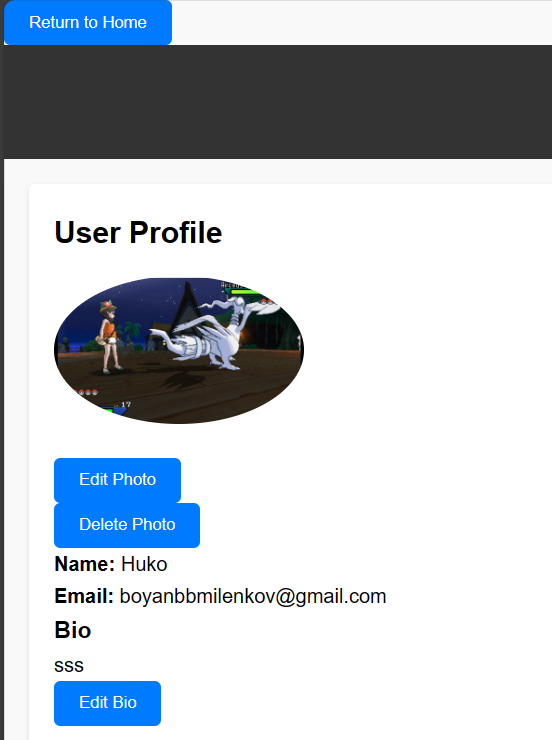 Return to Home
User Profile
17
Edit Photo
Delete Photo
Name: Huko
Email: boyanbbmilenkov@gmail.com
Bio
sss
Edit Bio